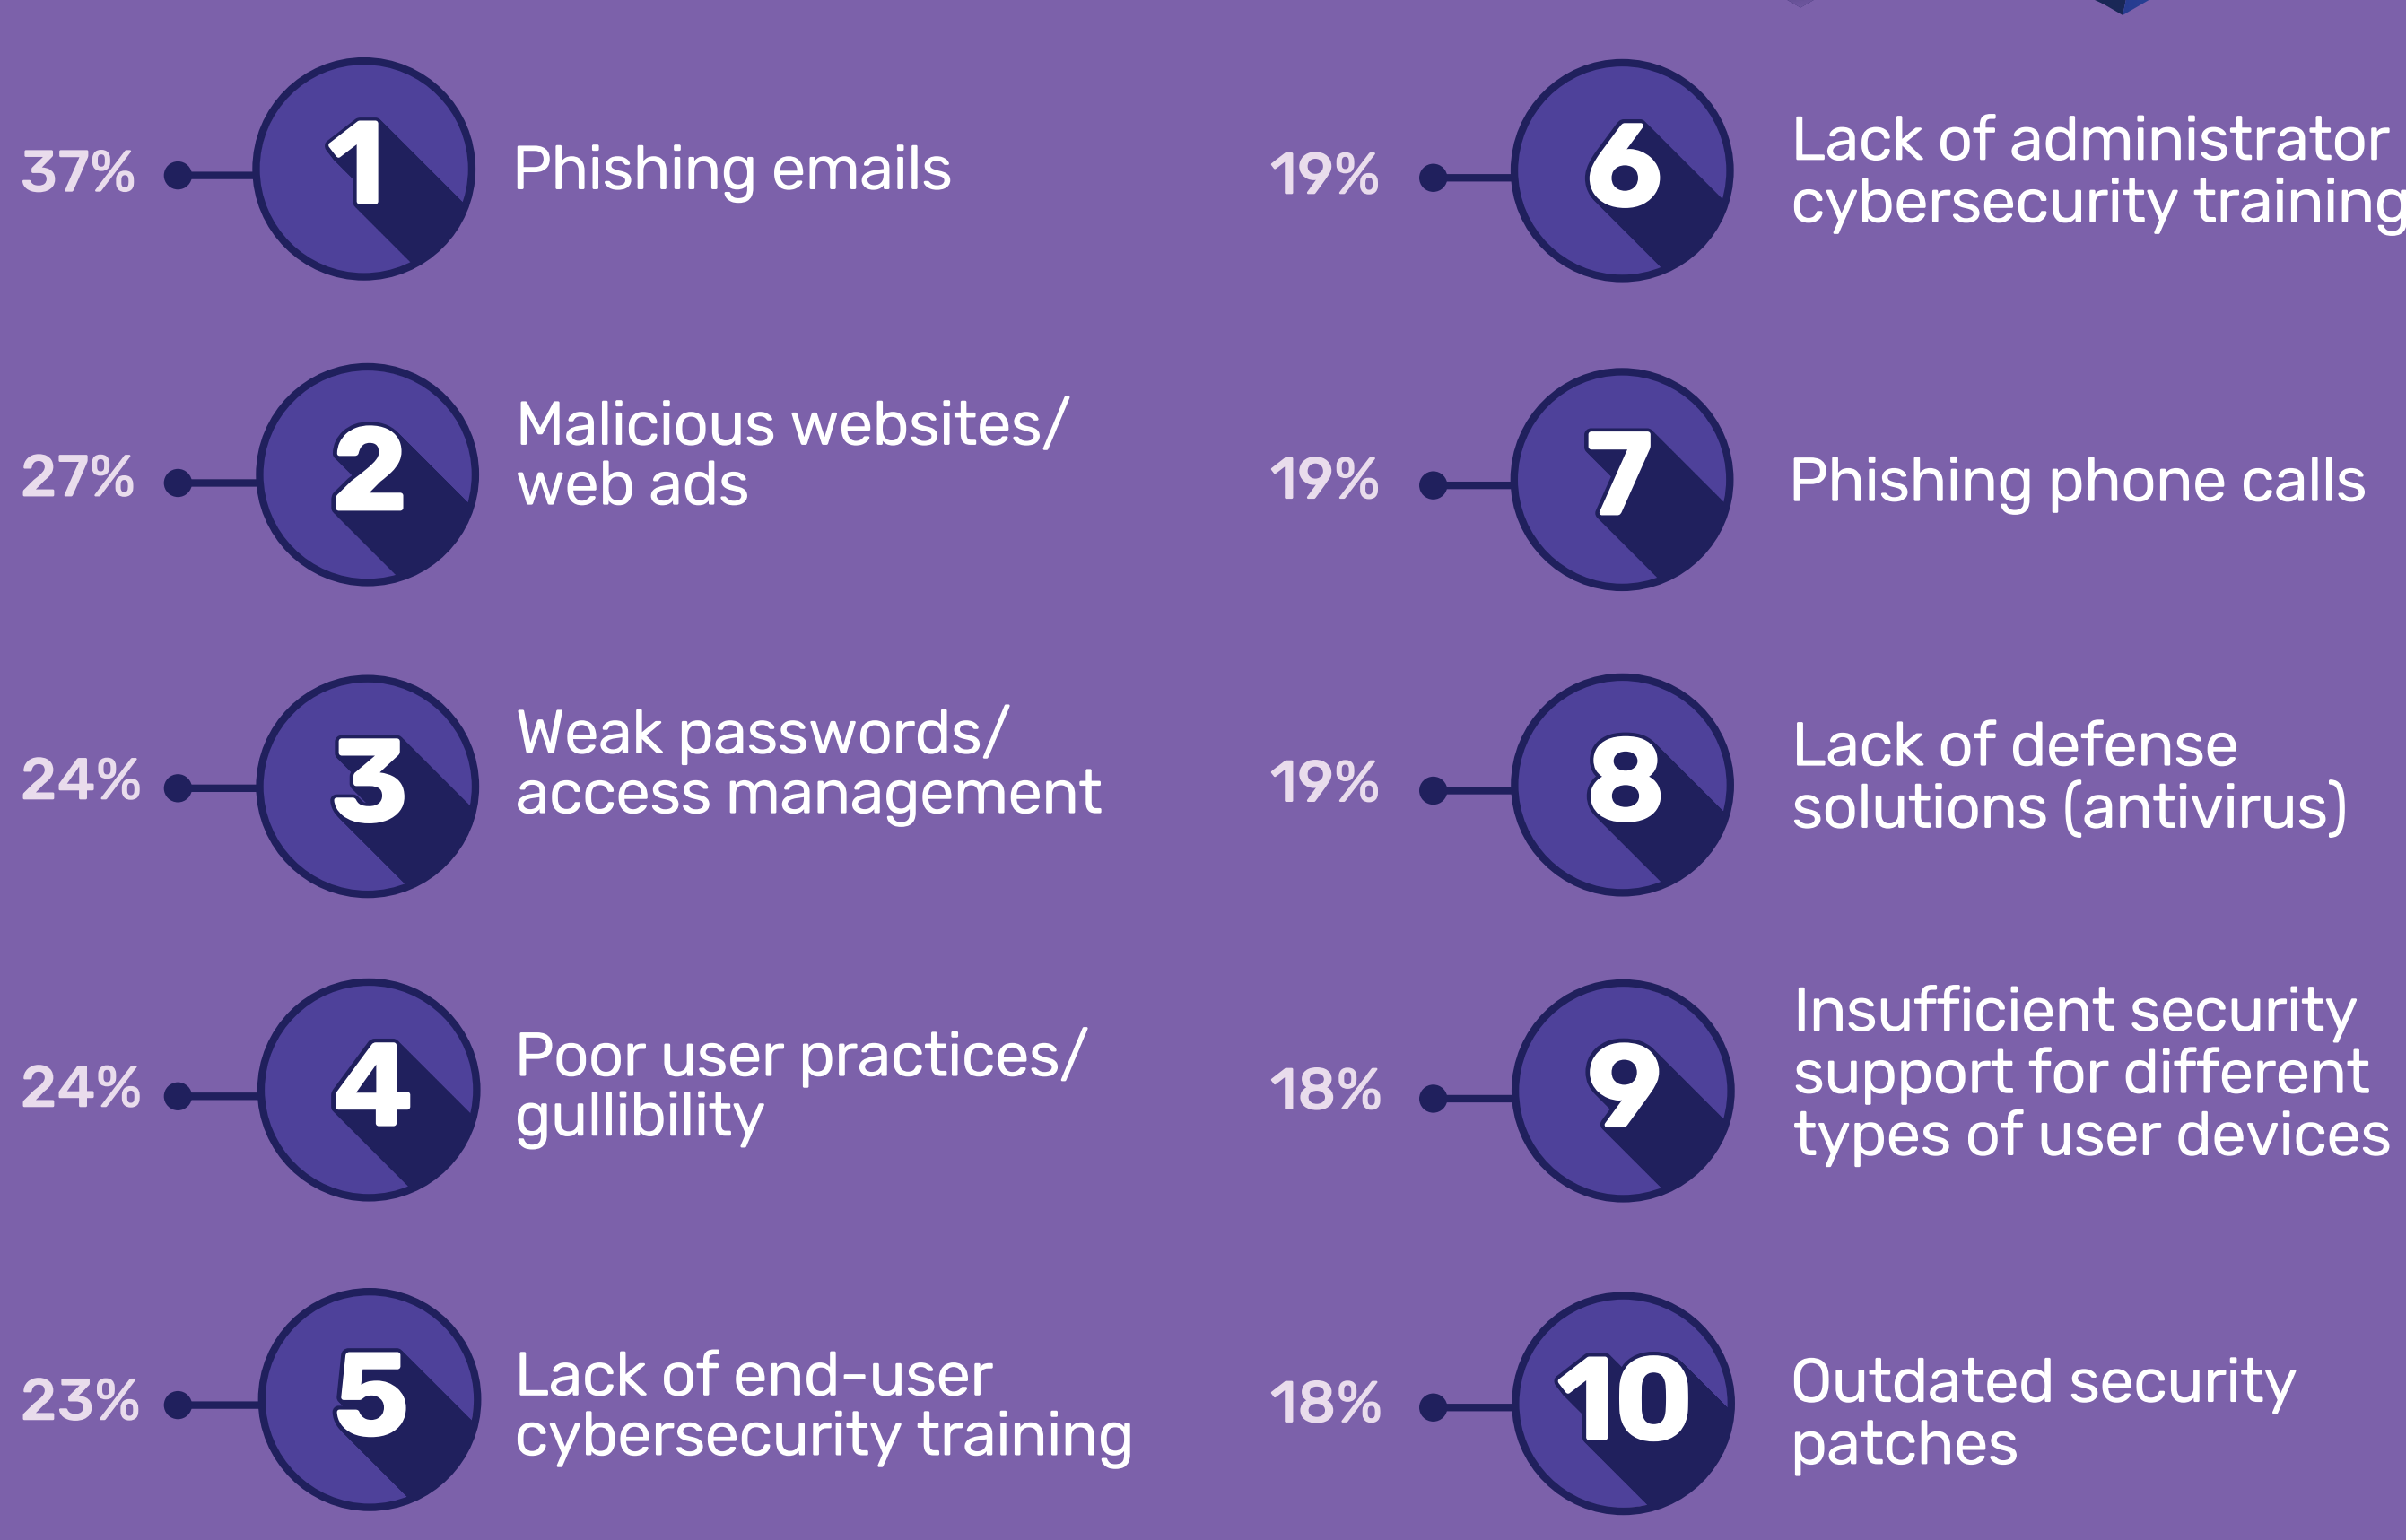 37%
1
Phishing emails
27%
2
Malicious websites/
web ads
24%
3
Weak passwords/
access management
24%
4
Poor user practices/
gullibility
23%
5
Lack of end-user
cybersecurity training
19%
6
Lack of administrator
cybersecurity training
19%
7
Phishing phone calls
19%
8
Lack of defense
solutions (antivirus)
18%
9
Insufficient security
support for different
types of user devices
18%
10
Outdated security
patches